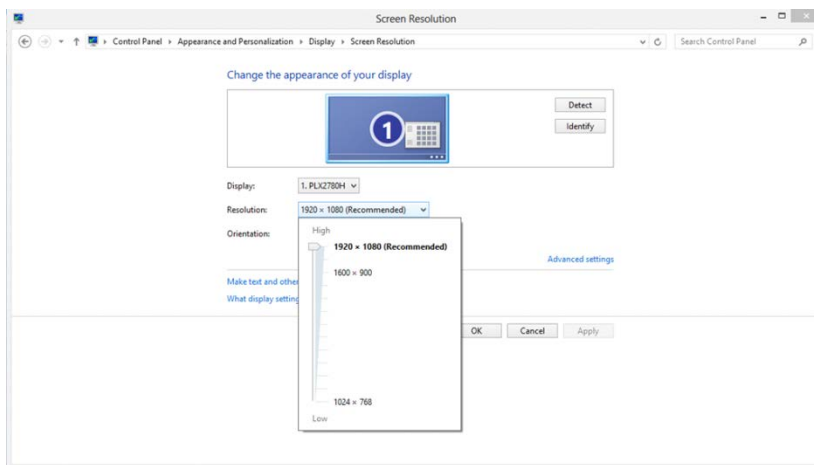 Screen Resolution
Control Panel Appearance and Personalization Display Screen Resolution
Search Control Panel
Change the appearance of your display
1
Detect
Identify
Display: 1. PLX2780H
Resolution: 1920 × 1080 (Recommended)
Orientation:
High
1920 × 1080 (Recommended)
Advanced settings
1600 × 900
Make text and other
What display setting
OK Cancel Apply
1024 × 768
Low